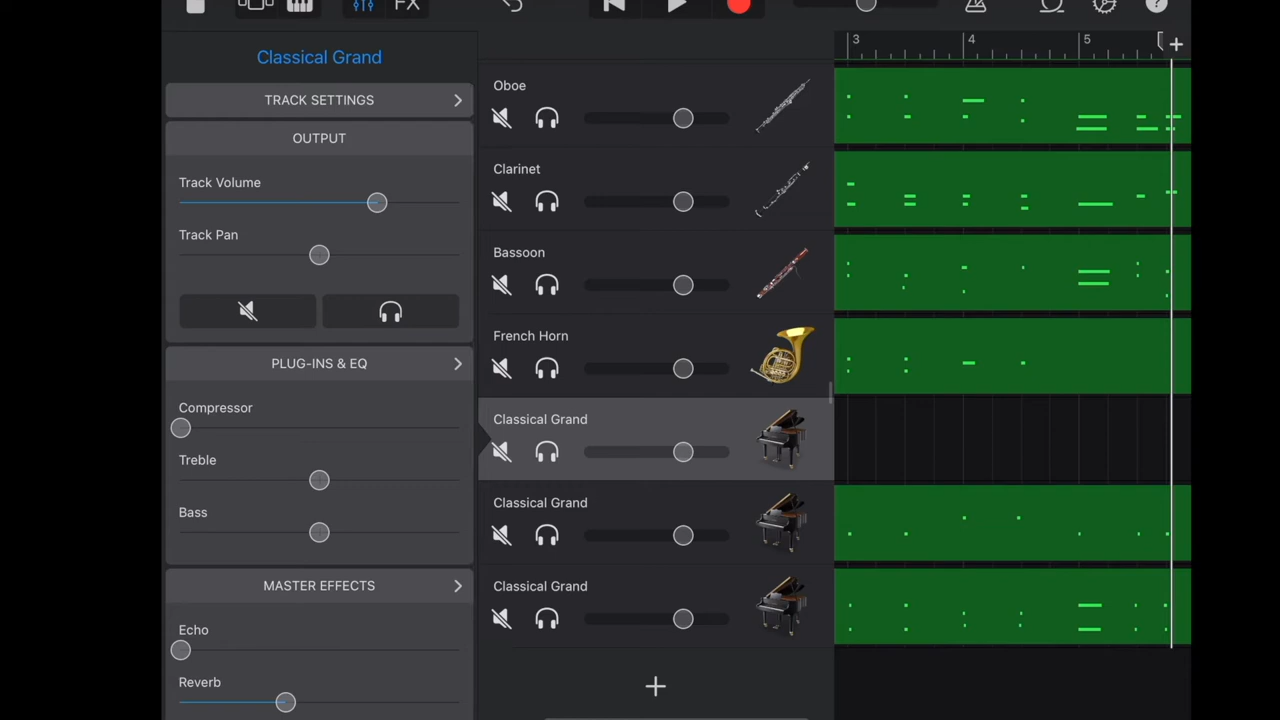 FX
?
Classical Grand
TRACK SETTINGS
OUTPUT
Track Volume
Track Pan
PLUG-INS & EQ
Compressor
Treble
Bass
MASTER EFFECTS
Echo
Reverb
Oboe
Clarinet
Bassoon
French Horn
Classical Grand
Classical Grand
Classical Grand
3
4
5